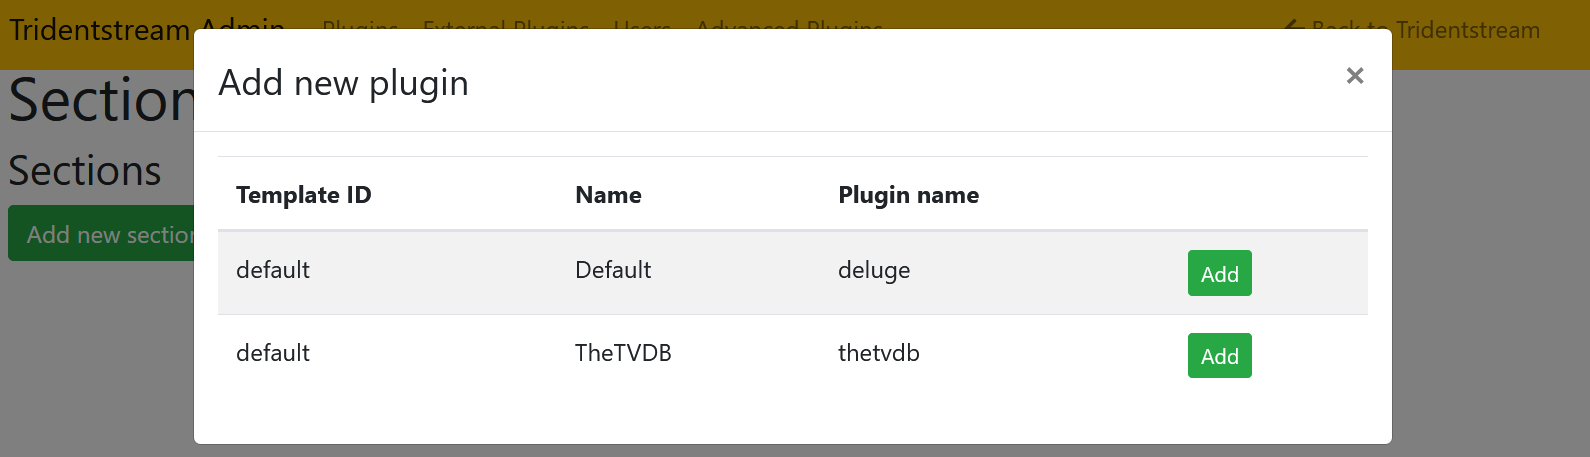 Tridentstream Admin Plugins External Plugins Users Advanced Plugins ← Back to Tridentstream
Section
Sections
Add new section
Add new plugin ×
Template ID Name Plugin name
default Default deluge Add
default TheTVDB thetvdb Add